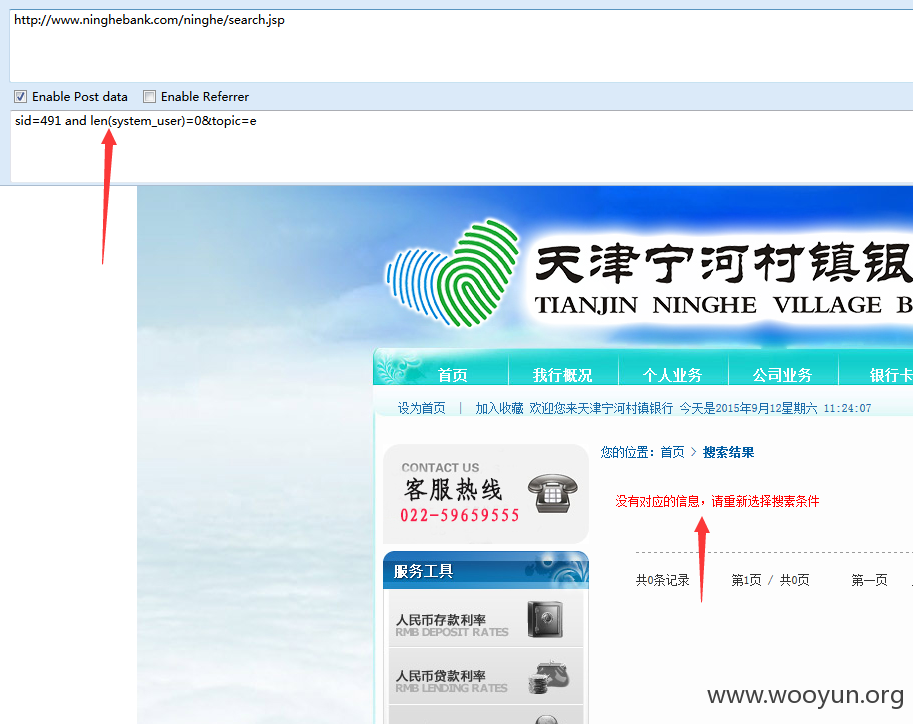 http://www.ninghebank.com/ninghe/search.jsp
Enable Post data Enable Referrer
sid=491 and len(system_user)=0&topic=e
天津宁河村镇银
TIANJIN NINGHE VILLAGE B
首页 我行概况 个人业务 公司业务 银行卡
设为首页 | 加入收藏 欢迎您来天津宁河村镇银行 今天是2015年9月12星期六 11:24:07
您的位置：首页 > 搜索结果
CONTACT US
客服热线
022-59659555
没有对应的信息，请重新选择搜素条件
共0条记录 第1页 / 共0页 第一页
服务工具
人民币存款利率
RMB DEPOSIT RATES
人民币贷款利率
RMB LENDING RATES
www.wooyun.org